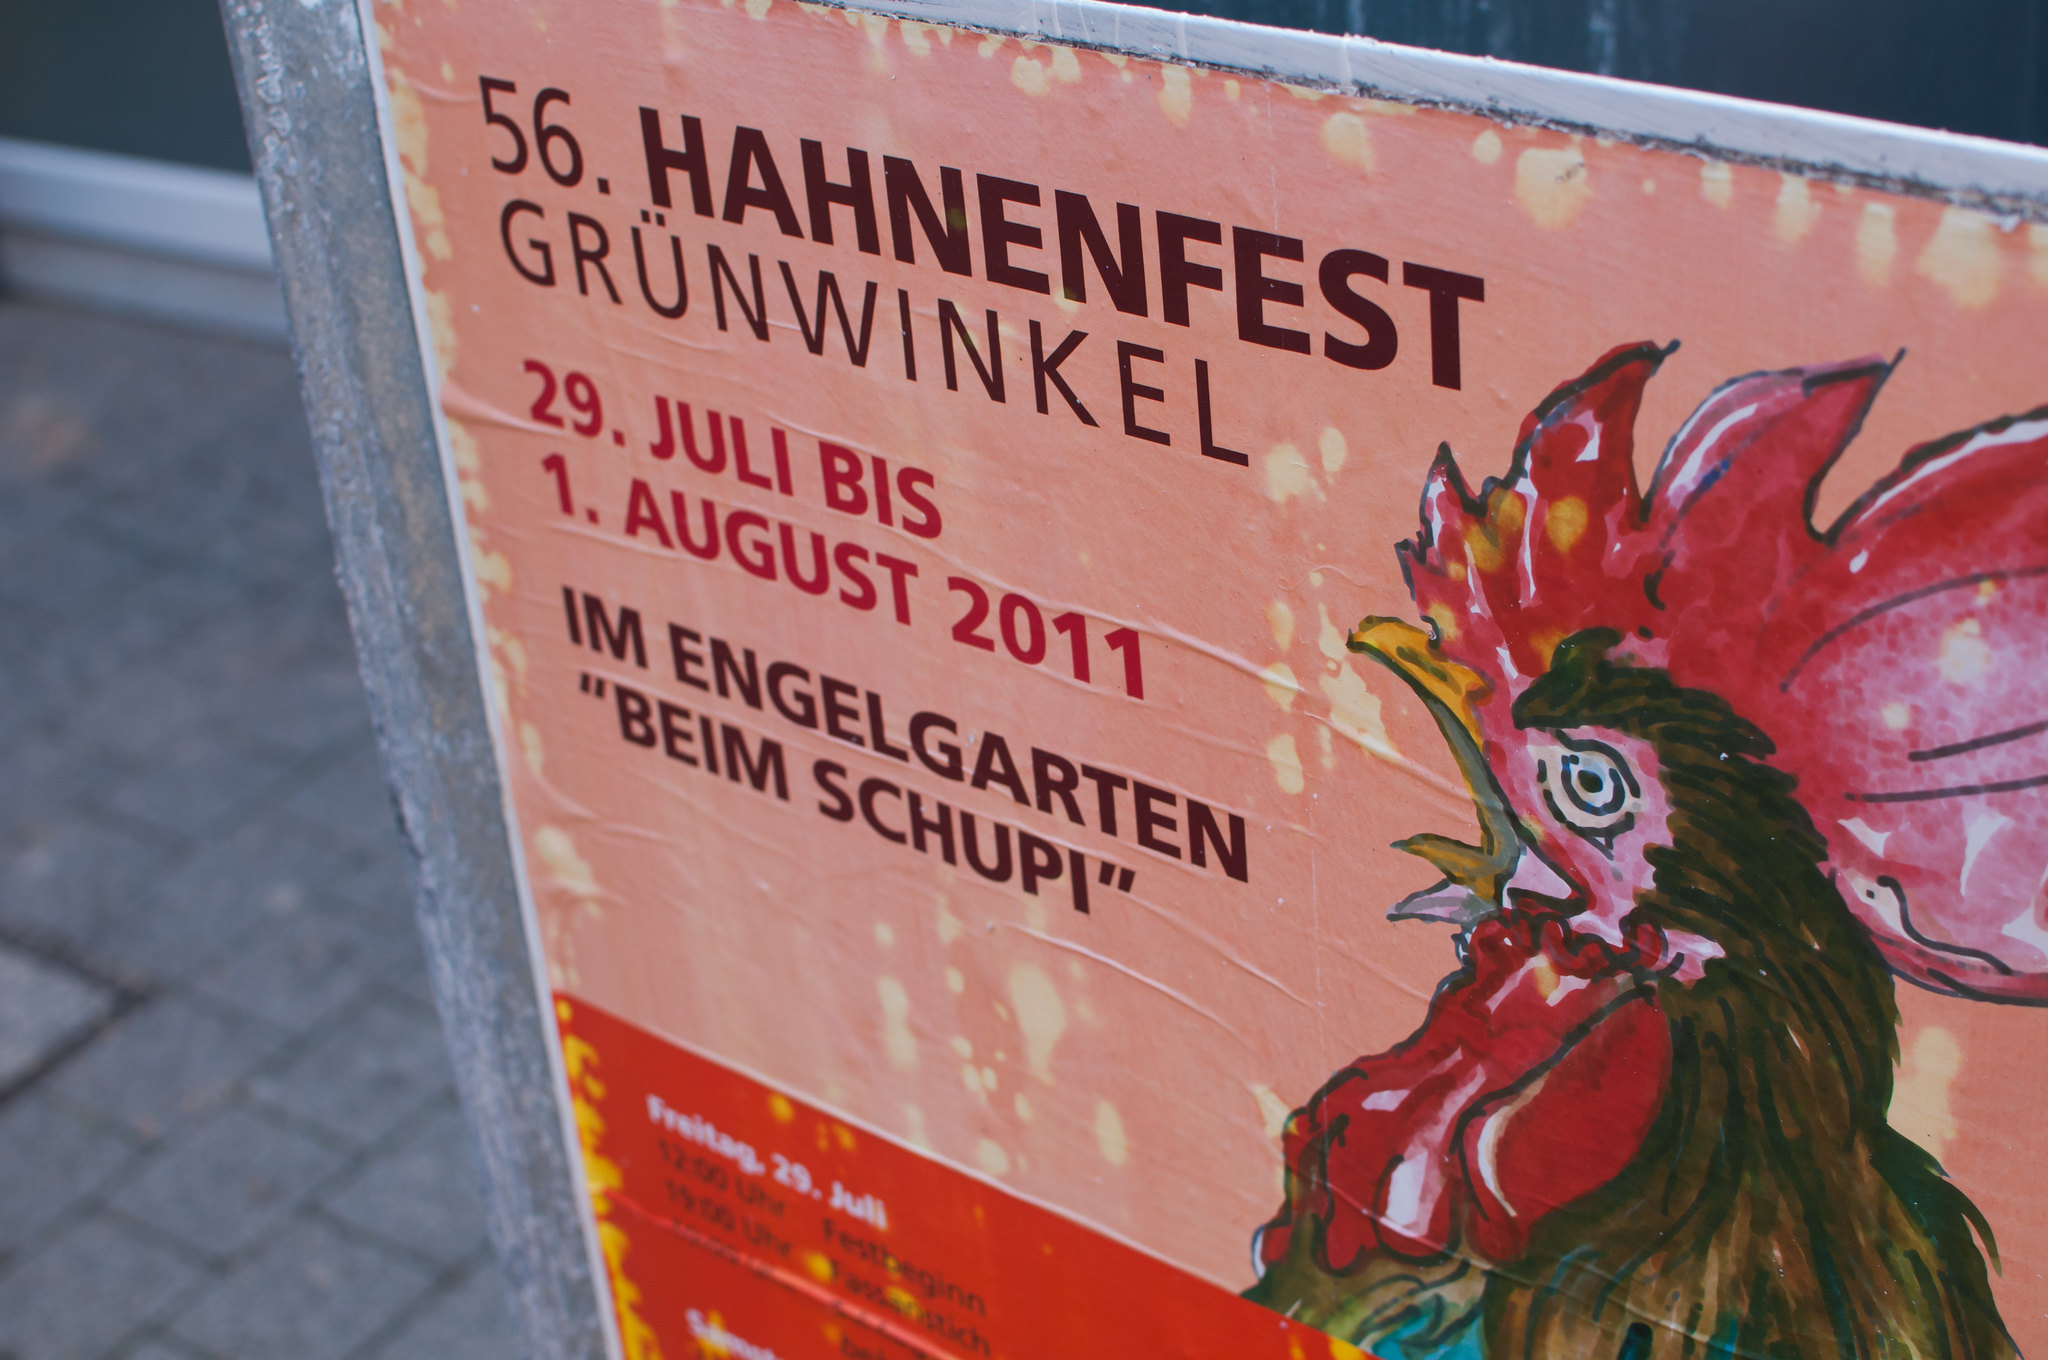 56. HAHNENFEST
GRÜNWINKEL
29. JULI BIS
1. AUGUST 2011
IM ENGELGARTEN
"BEIM SCHUPI"
Freitag, 29. Juli
12:00 Uhr Festbeginn
19:00 Uhr Fassanstich